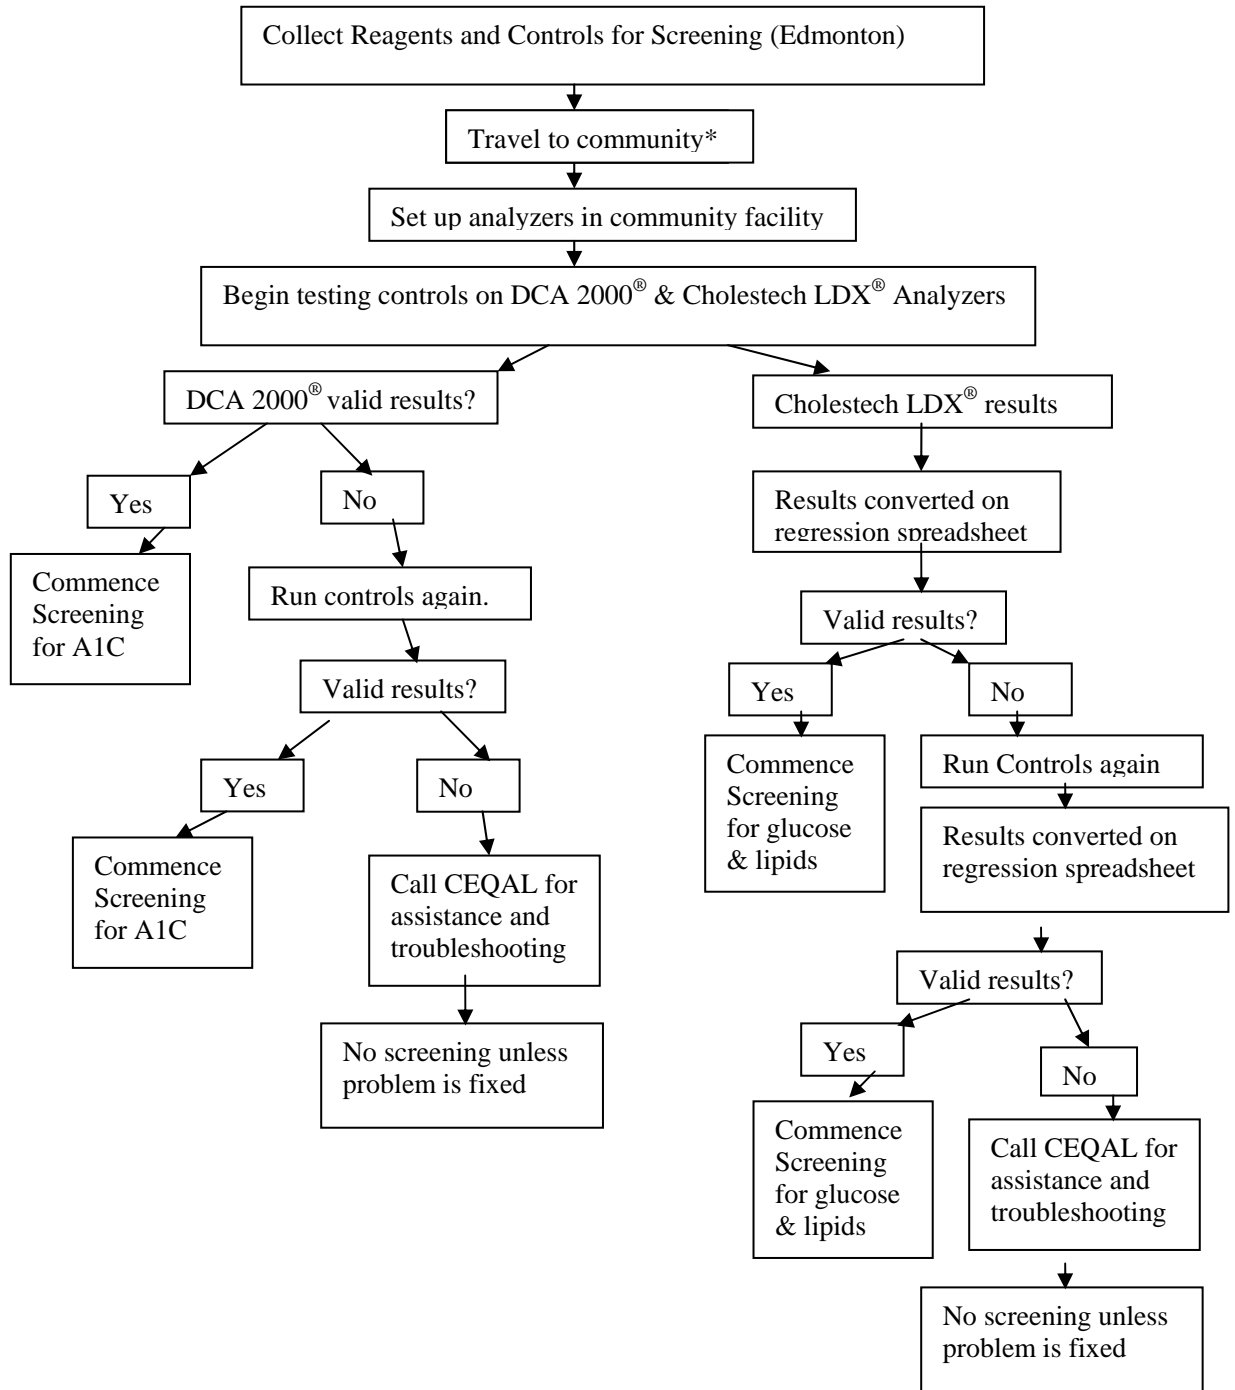 Collect Reagents and Controls for Screening (Edmonton)
Travel to community*
Set up analyzers in community facility
Begin testing controls on DCA 2000® & Cholestech LDX® Analyzers
DCA 2000® valid results?
Yes
No
Commence
Screening
for A1C
Run controls again.
Valid results?
Yes
No
Commence
Screening
for A1C
Call CEQAL for
assistance and
troubleshooting
No screening unless
problem is fixed
Cholestech LDX® results
Results converted on
regression spreadsheet
Valid results?
Yes
No
Commence
Screening
for glucose
& lipids
Run Controls again
Results converted on
regression spreadsheet
Valid results?
Yes
No
Commence
Screening
for glucose
& lipids
Call CEQAL for
assistance and
troubleshooting
No screening unless
problem is fixed